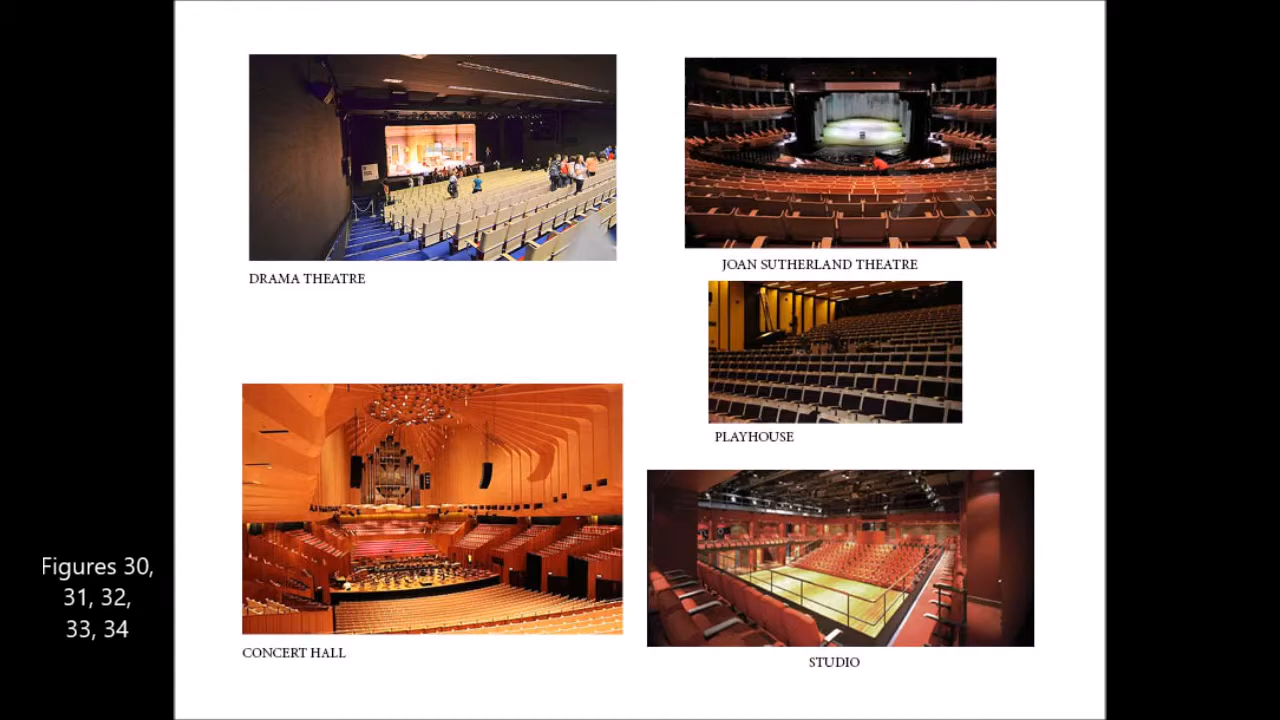 DRAMA THEATRE
JOAN SUTHERLAND THEATRE
PLAYHOUSE
CONCERT HALL
STUDIO
Figures 30,
31, 32,
33, 34